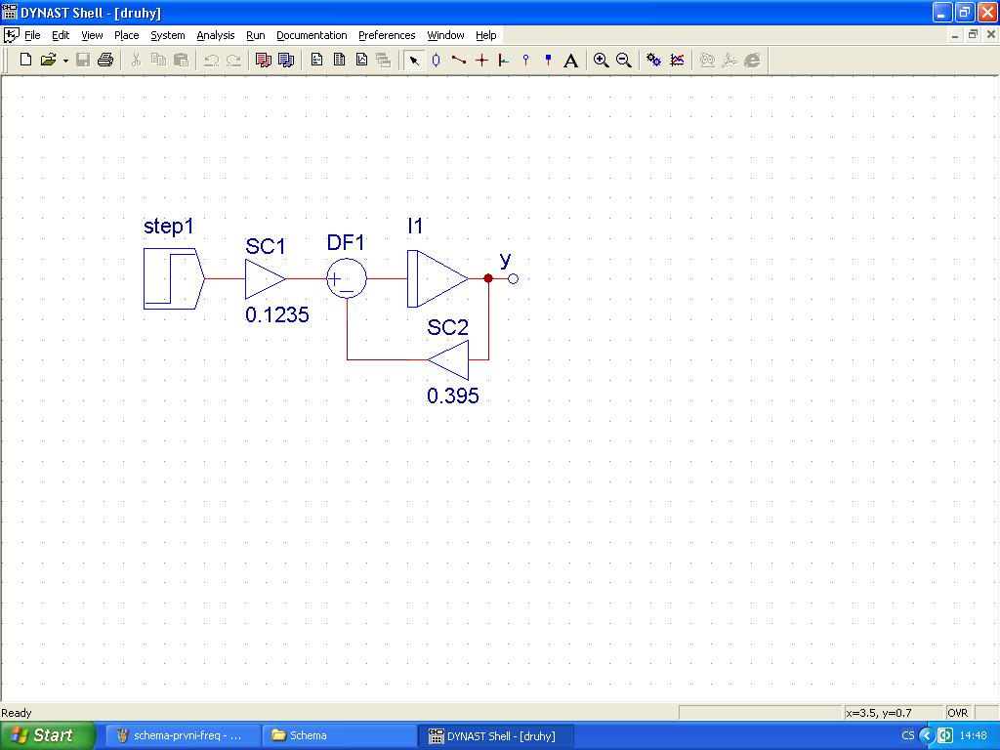 DYNAST Shell - [druhy]
File Edit View Place System Analysis Run Documentation Preferences Window Help
A
step1
SC1
DF1
I1
y
0.1235
SC2
0.395
Ready
x=3.5, y=0.7
OVR
Start
schema-prvni-freq - ...
Schema
DYNAST Shell - [druhy]
CS
14:48